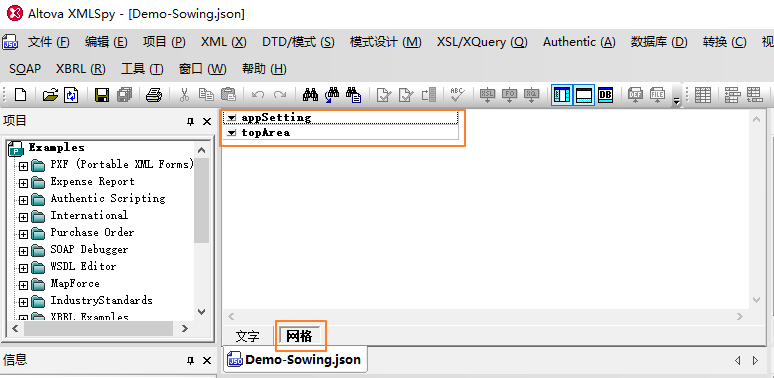 Altova XMLSpy - [Demo-Sowing.json]
文件 (F) 编辑 (E) 项目 (P) XML (X) DTD/模式 (S) 模式设计 (M) XSL/XQuery (Q) Authentic (A) 数据库 (D) 转换 (C) 视
SOAP XBRL (R) 工具 (T) 窗口 (W) 帮助 (H)
项目
appSetting
topArea
Examples
PXF (Portable XML Forms)
Expense Report
Authentic Scripting
International
Purchase Order
SOAP Debugger
WSDL Editor
MapForce
IndustryStandards
XBRL Examples
文字 网格
信息
Demo-Sowing.json